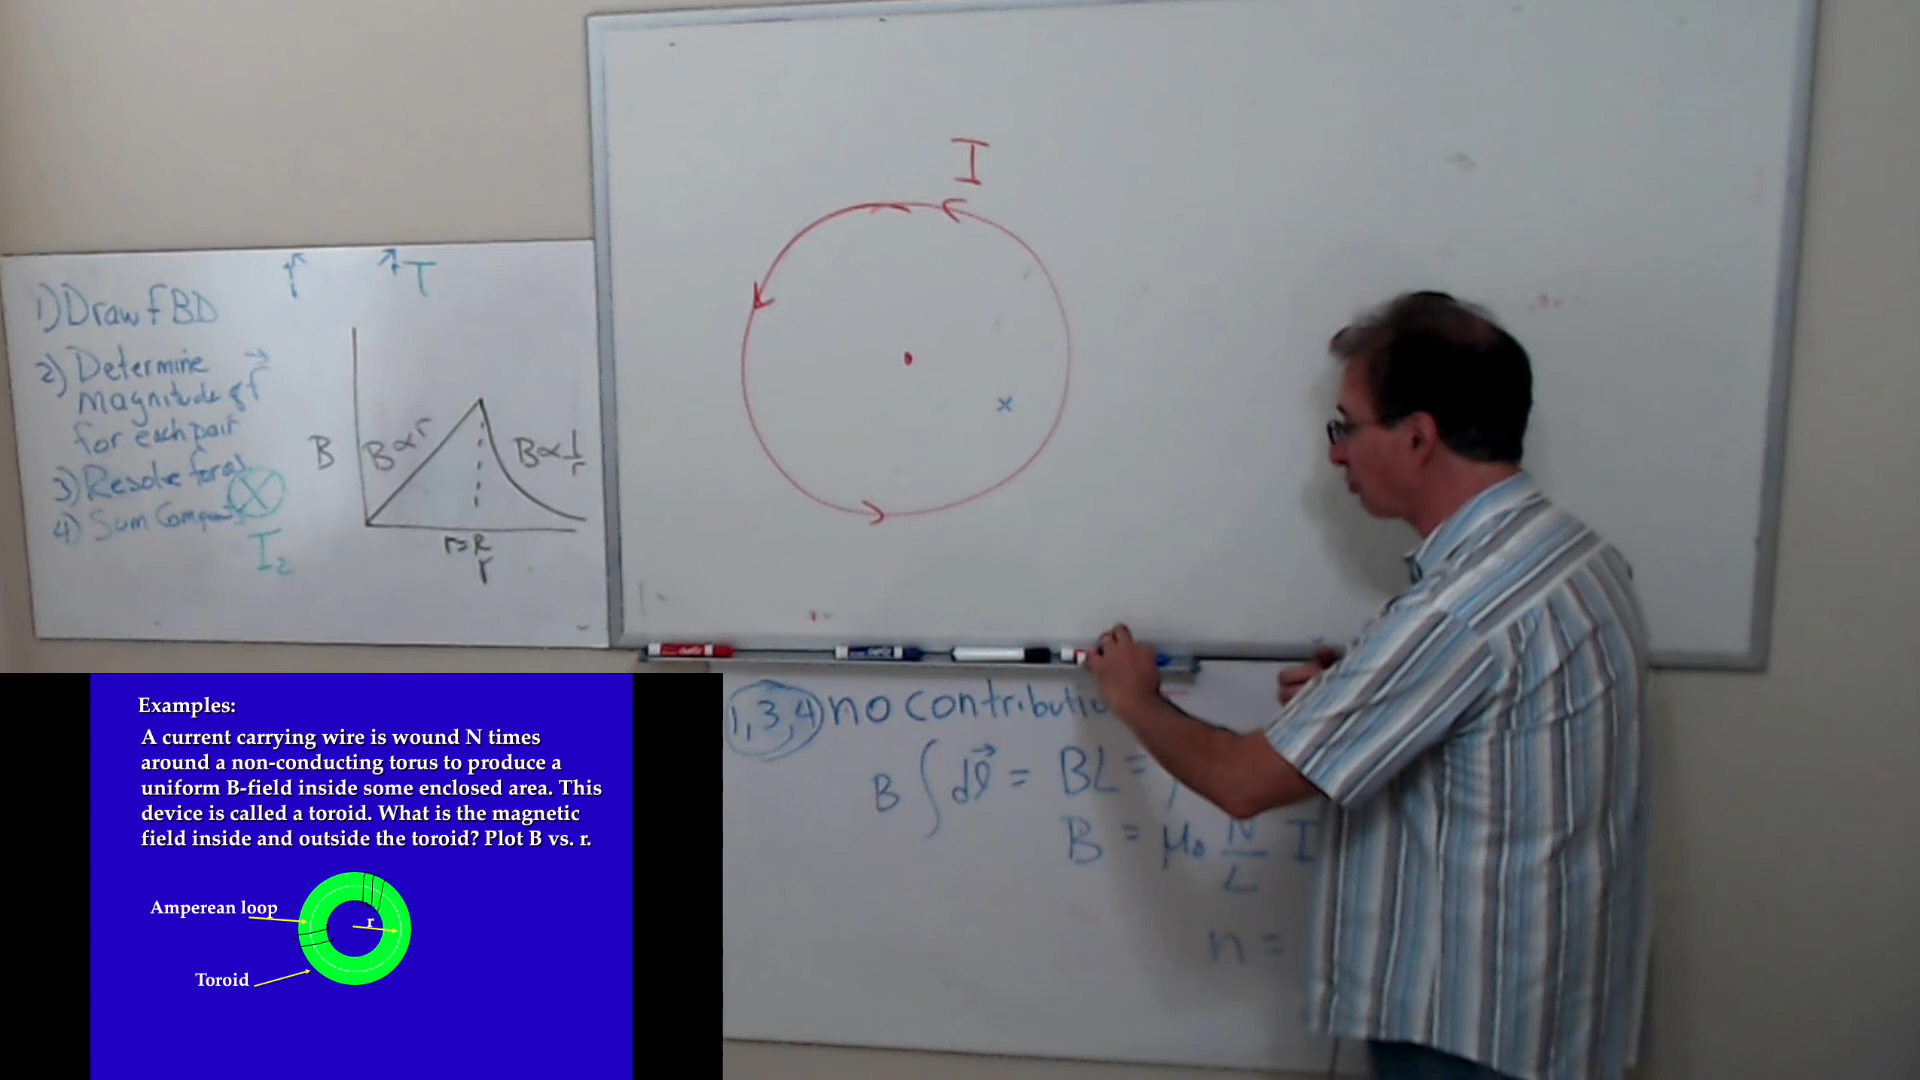 1) Draw FBD
2) Determine
magnitude of F
for each pair
3) Resolve forces
4) Sum
r
T
I₂
B
B∝r
B∝1/r
r=R
r
I
x
1,3,4 no contributi
B∫dl = BL =
B = μ₀ N/L I
n =
Examples:
A current carrying wire is wound N times
around a non-conducting torus to produce a
uniform B-field inside some enclosed area. This
device is called a toroid. What is the magnetic
field inside and outside the toroid? Plot B vs. r.
Amperean loop
r
Toroid